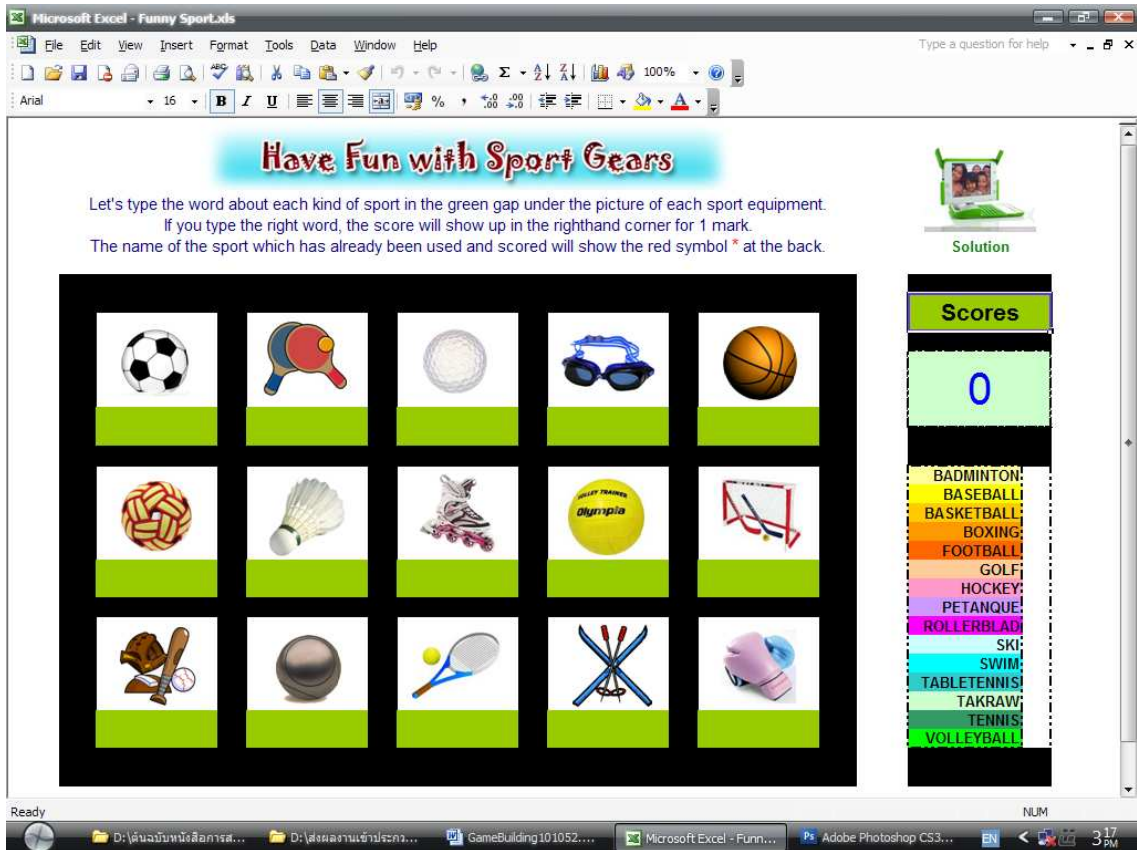 Microsoft Excel - Funny Sport.xls
File Edit View Insert Format Tools Data Window Help
Type a question for help
100%
Arial 16 B I U % ,
Have Fun with Sport Gears
Let's type the word about each kind of sport in the green gap under the picture of each sport equipment.
If you type the right word, the score will show up in the righthand corner for 1 mark.
The name of the sport which has already been used and scored will show the red symbol * at the back.
Solution
Scores
0
VOLLEY TRAINER
Olympia
BADMINTON
BASEBALL
BASKETBALL
BOXING
FOOTBALL
GOLF
HOCKEY
PETANQUE
ROLLERBLAD
SKI
SWIM
TABLETENNIS
TAKRAW
TENNIS
VOLLEYBALL
Ready
NUM
D:\ต้นฉบับหนังสือการส...
D:\ส่งผลงานเข้าประกว...
GameBuilding101052....
Microsoft Excel - Funn...
Adobe Photoshop CS3...
EN
3 17 PM